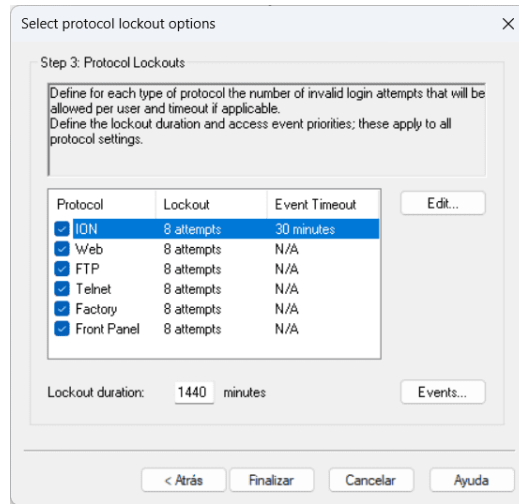 Select protocol lockout options
Step 3: Protocol Lockouts
Define for each type of protocol the number of invalid login attempts that will be
allowed per user and timeout if applicable.
Define the lockout duration and access event priorities; these apply to all
protocol settings.
Protocol Lockout Event Timeout
ION 8 attempts 30 minutes
Web 8 attempts N/A
FTP 8 attempts N/A
Telnet 8 attempts N/A
Factory 8 attempts N/A
Front Panel 8 attempts N/A
Edit...
Lockout duration: 1440 minutes
Events...
< Atrás Finalizar Cancelar Ayuda